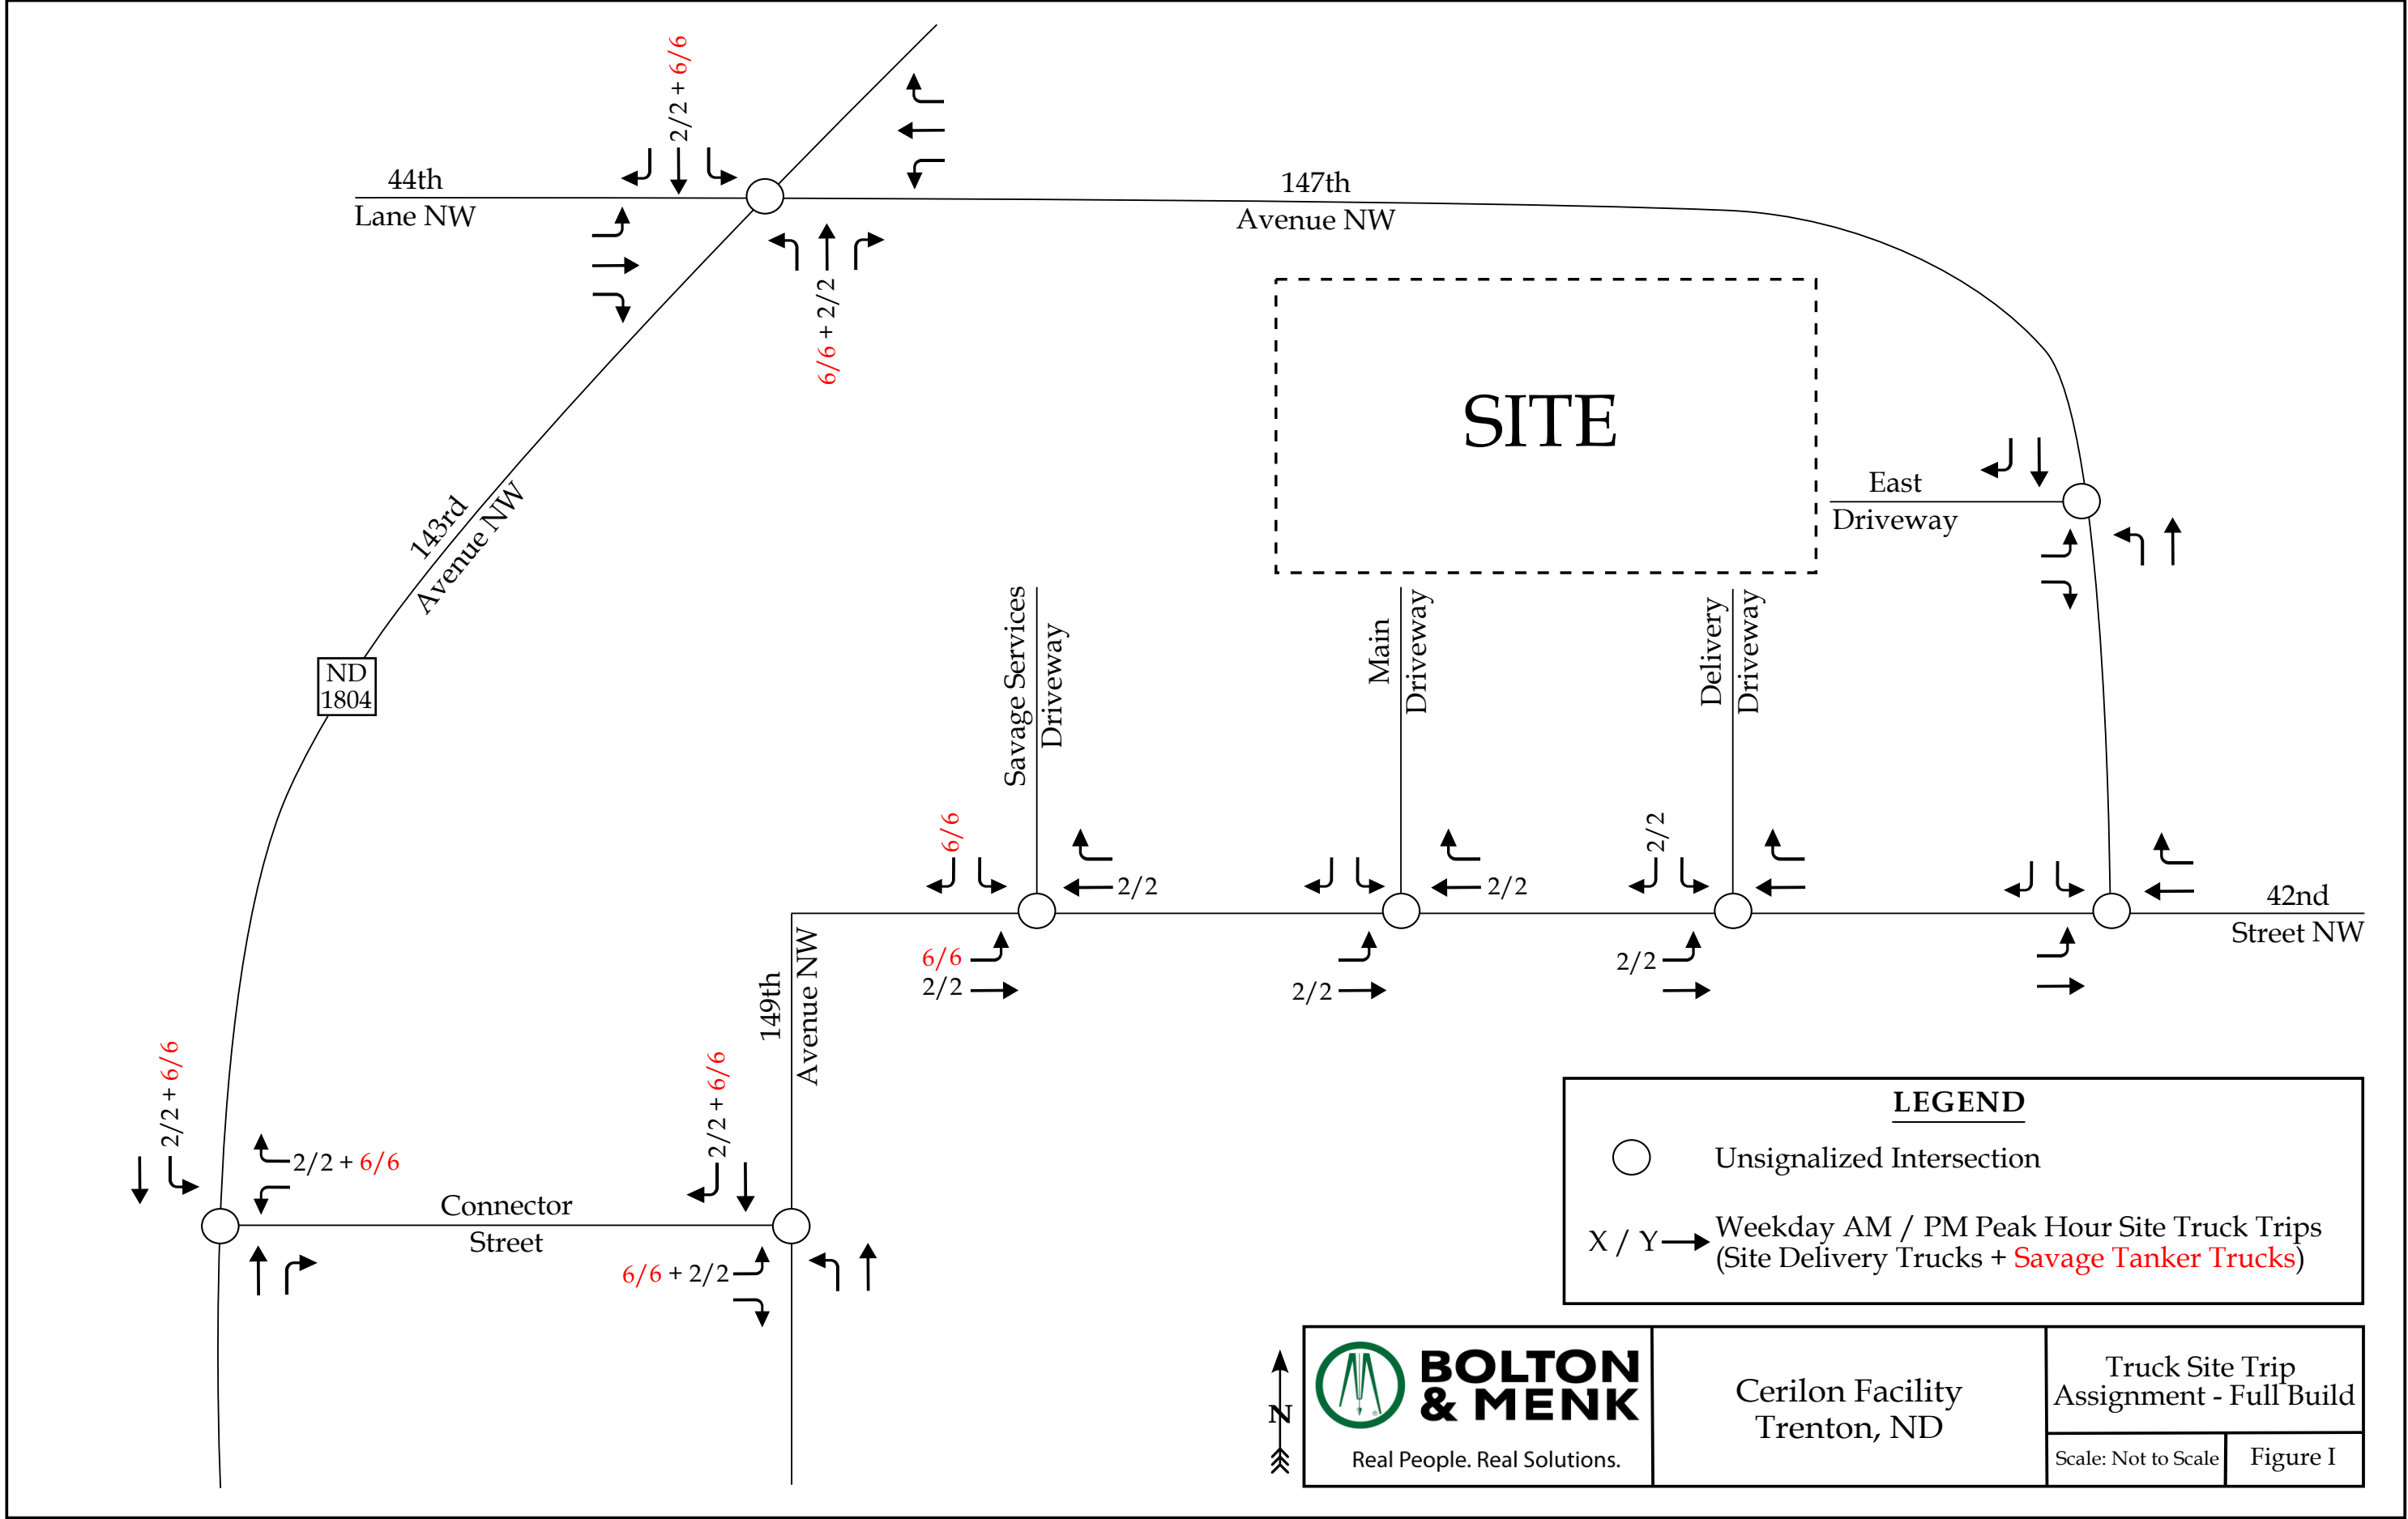 2/2 + 6/6
44th
Lane NW
147th
Avenue NW
6/6 + 2/2
SITE
143rd
Avenue NW
East
Driveway
ND
1804
Savage Services
Driveway
Main
Driveway
Delivery
Driveway
6/6
2/2
2/2
2/2
42nd
Street NW
6/6
2/2
2/2
2/2
149th
Avenue NW
2/2 + 6/6
2/2 + 6/6
2/2 + 6/6
Connector
Street
6/6 + 2/2
LEGEND
Unsignalized Intersection
X / Y
Weekday AM / PM Peak Hour Site Truck Trips
(Site Delivery Trucks + Savage Tanker Trucks)
N
BOLTON
& MENK
®
Real People. Real Solutions.
Cerilon Facility
Trenton, ND
Truck Site Trip
Assignment - Full Build
Scale: Not to Scale
Figure I